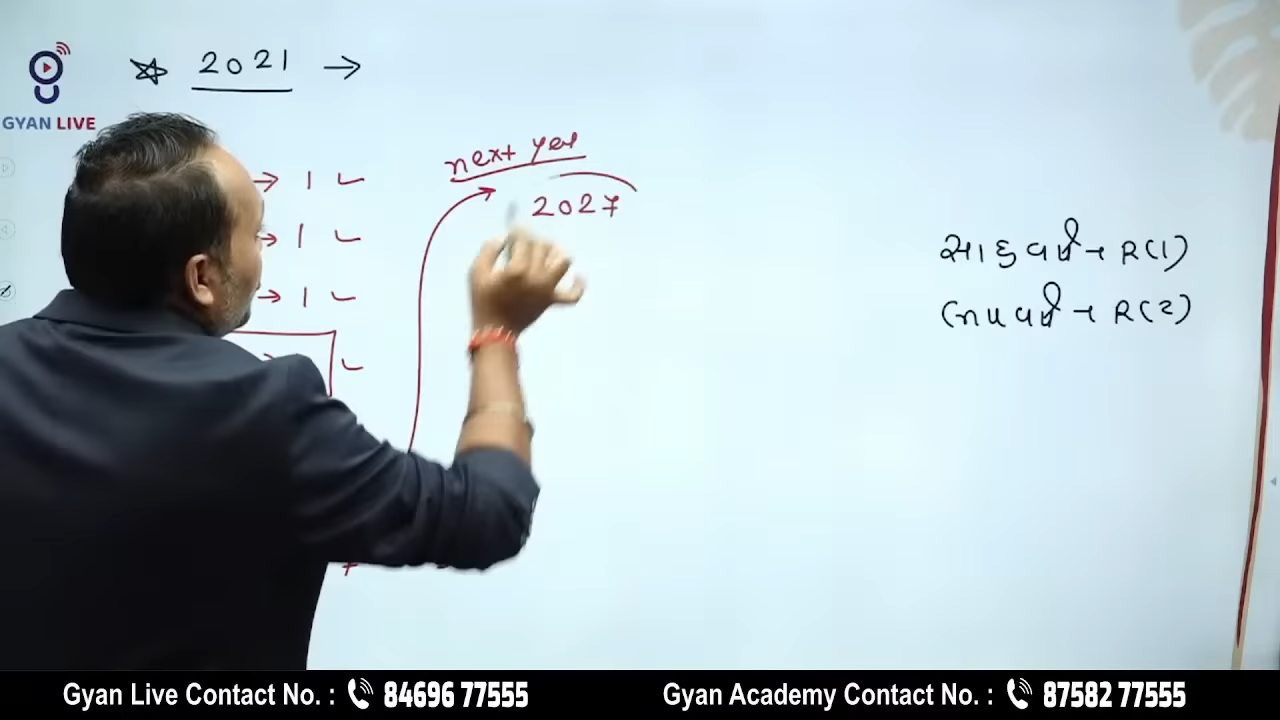 GYAN LIVE
☆ 2021 →
→ 1 ✓
→ 1 ✓
→ 1 ✓
✓
next year
2027
સાદુ વર્ષ → R(1)
લીપ વર્ષ → R(2)
Gyan Live Contact No. : 84696 77555
Gyan Academy Contact No. : 87582 77555